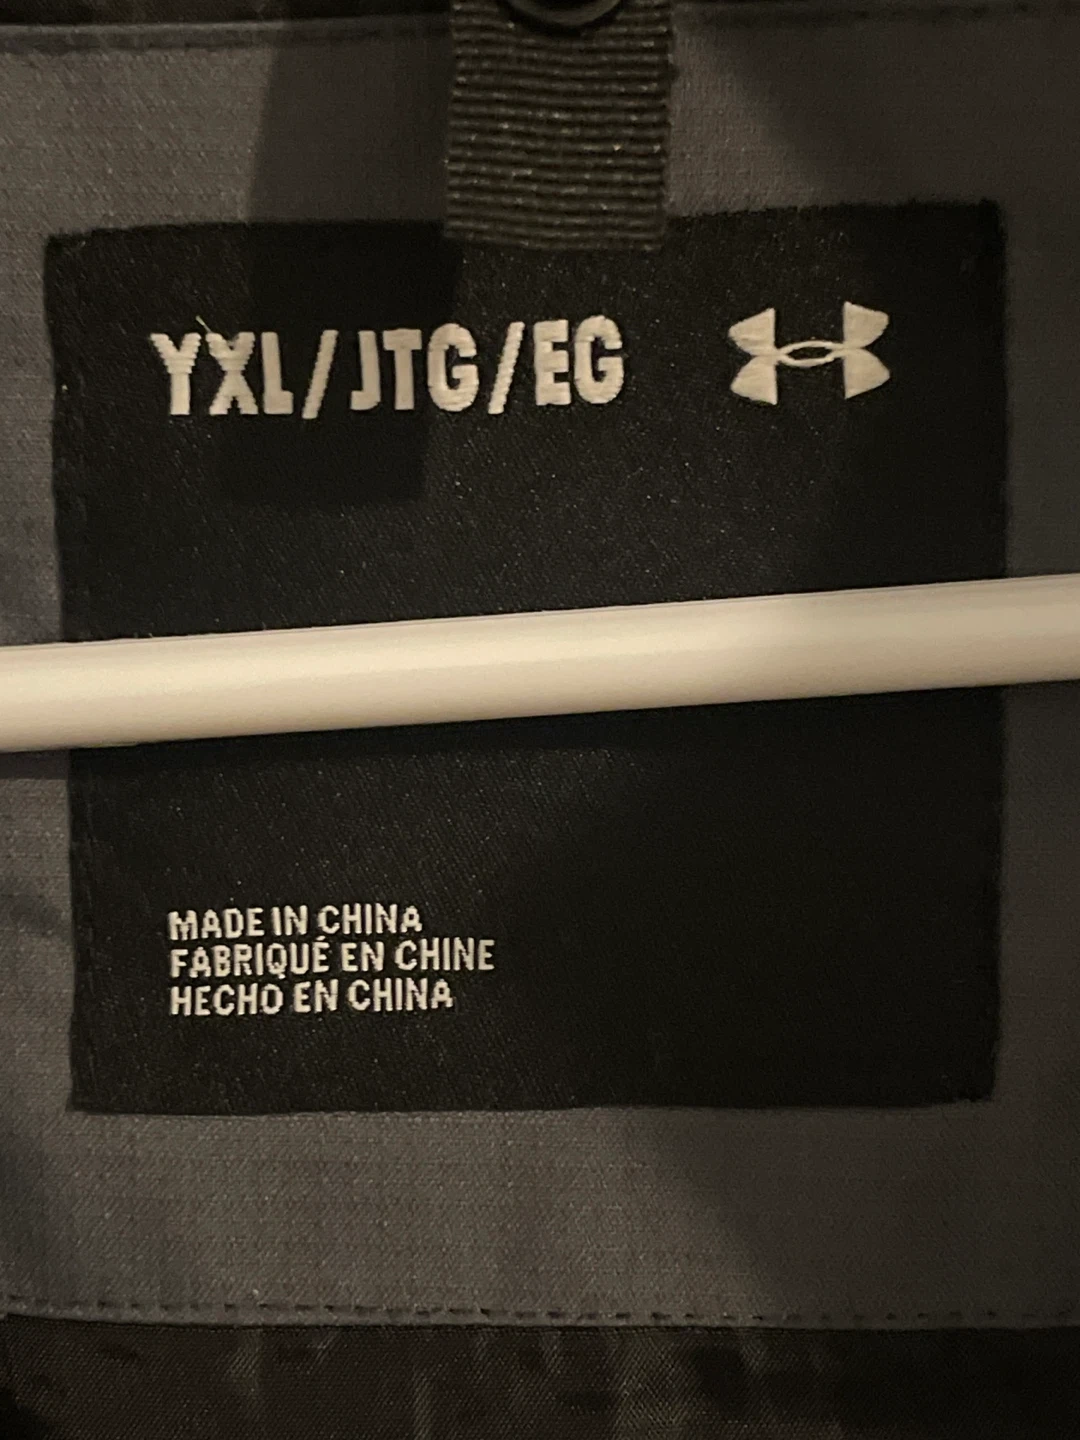 YXL/JTG/EG
MADE IN CHINA
FABRIQUÉ EN CHINE
HECHO EN CHINA